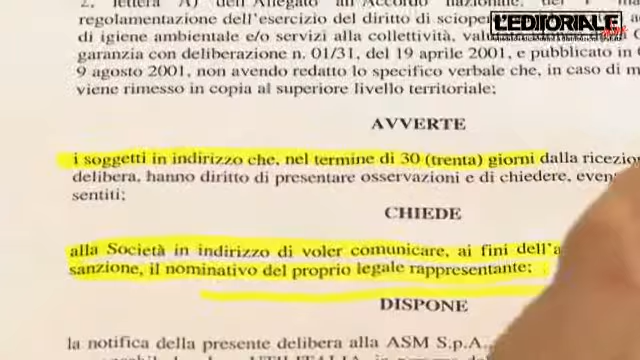 2, lettera A) dell'Allegato all'Accordo nazionale,
regolamentazione dell'esercizio del diritto di
di igiene ambientale e/o servizi alla collettività,
garanzia con deliberazione n. 01/31, del 19 aprile 2001, e pubblicato in
9 agosto 2001, non avendo redatto lo specifico verbale che, in caso di
viene rimesso in copia al superiore livello territoriale;
AVVERTE
i soggetti in indirizzo che, nel termine di 30 (trenta) giorni dalla
delibera, hanno diritto di presentare osservazioni e di chiedere,
sentiti;
CHIEDE
alla Società in indirizzo di voler comunicare, ai fini
sanzione, il nominativo del proprio legale rappresentante;
DISPONE
la notifica della presente delibera alla ASM S.p.A.,
L'EDITORIALE